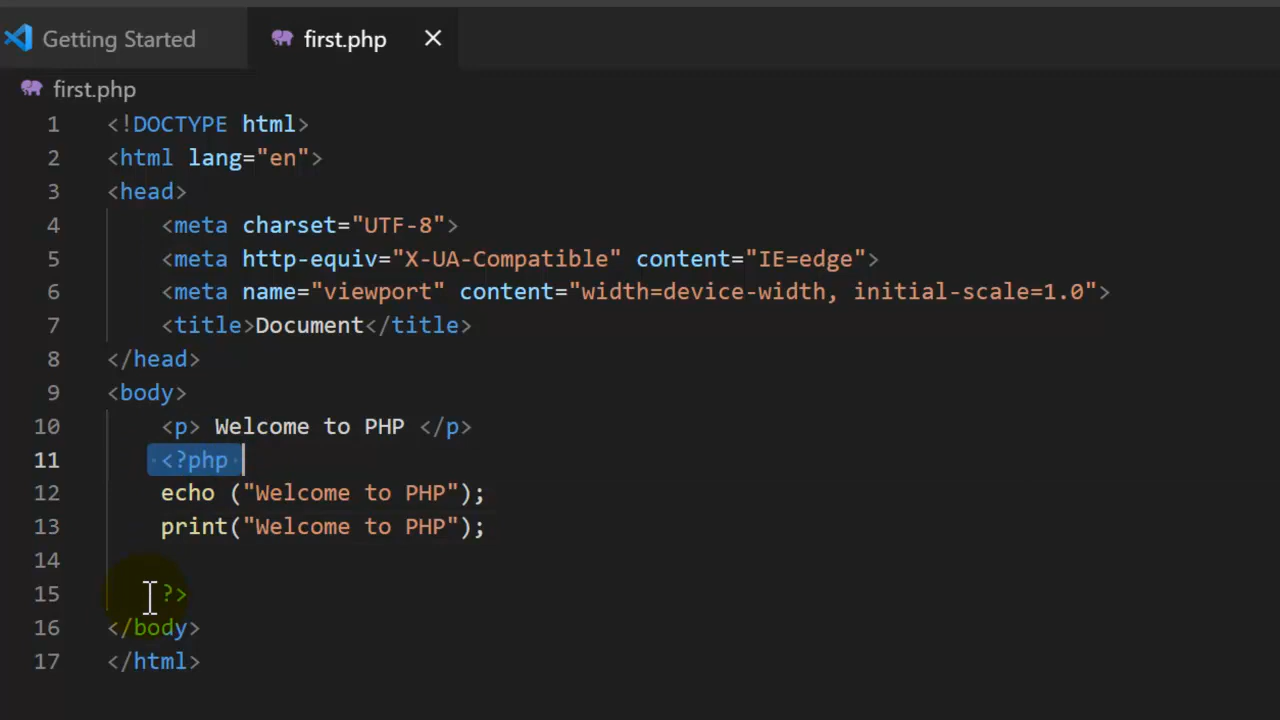 Getting Started first.php
first.php
1 <!DOCTYPE html>
2 <html lang="en">
3 <head>
4 <meta charset="UTF-8">
5 <meta http-equiv="X-UA-Compatible" content="IE=edge">
6 <meta name="viewport" content="width=device-width, initial-scale=1.0">
7 <title>Document</title>
8 </head>
9 <body>
10 <p> Welcome to PHP </p>
11 <?php
12 echo ("Welcome to PHP");
13 print("Welcome to PHP");
14
15 ?>
16 </body>
17 </html>